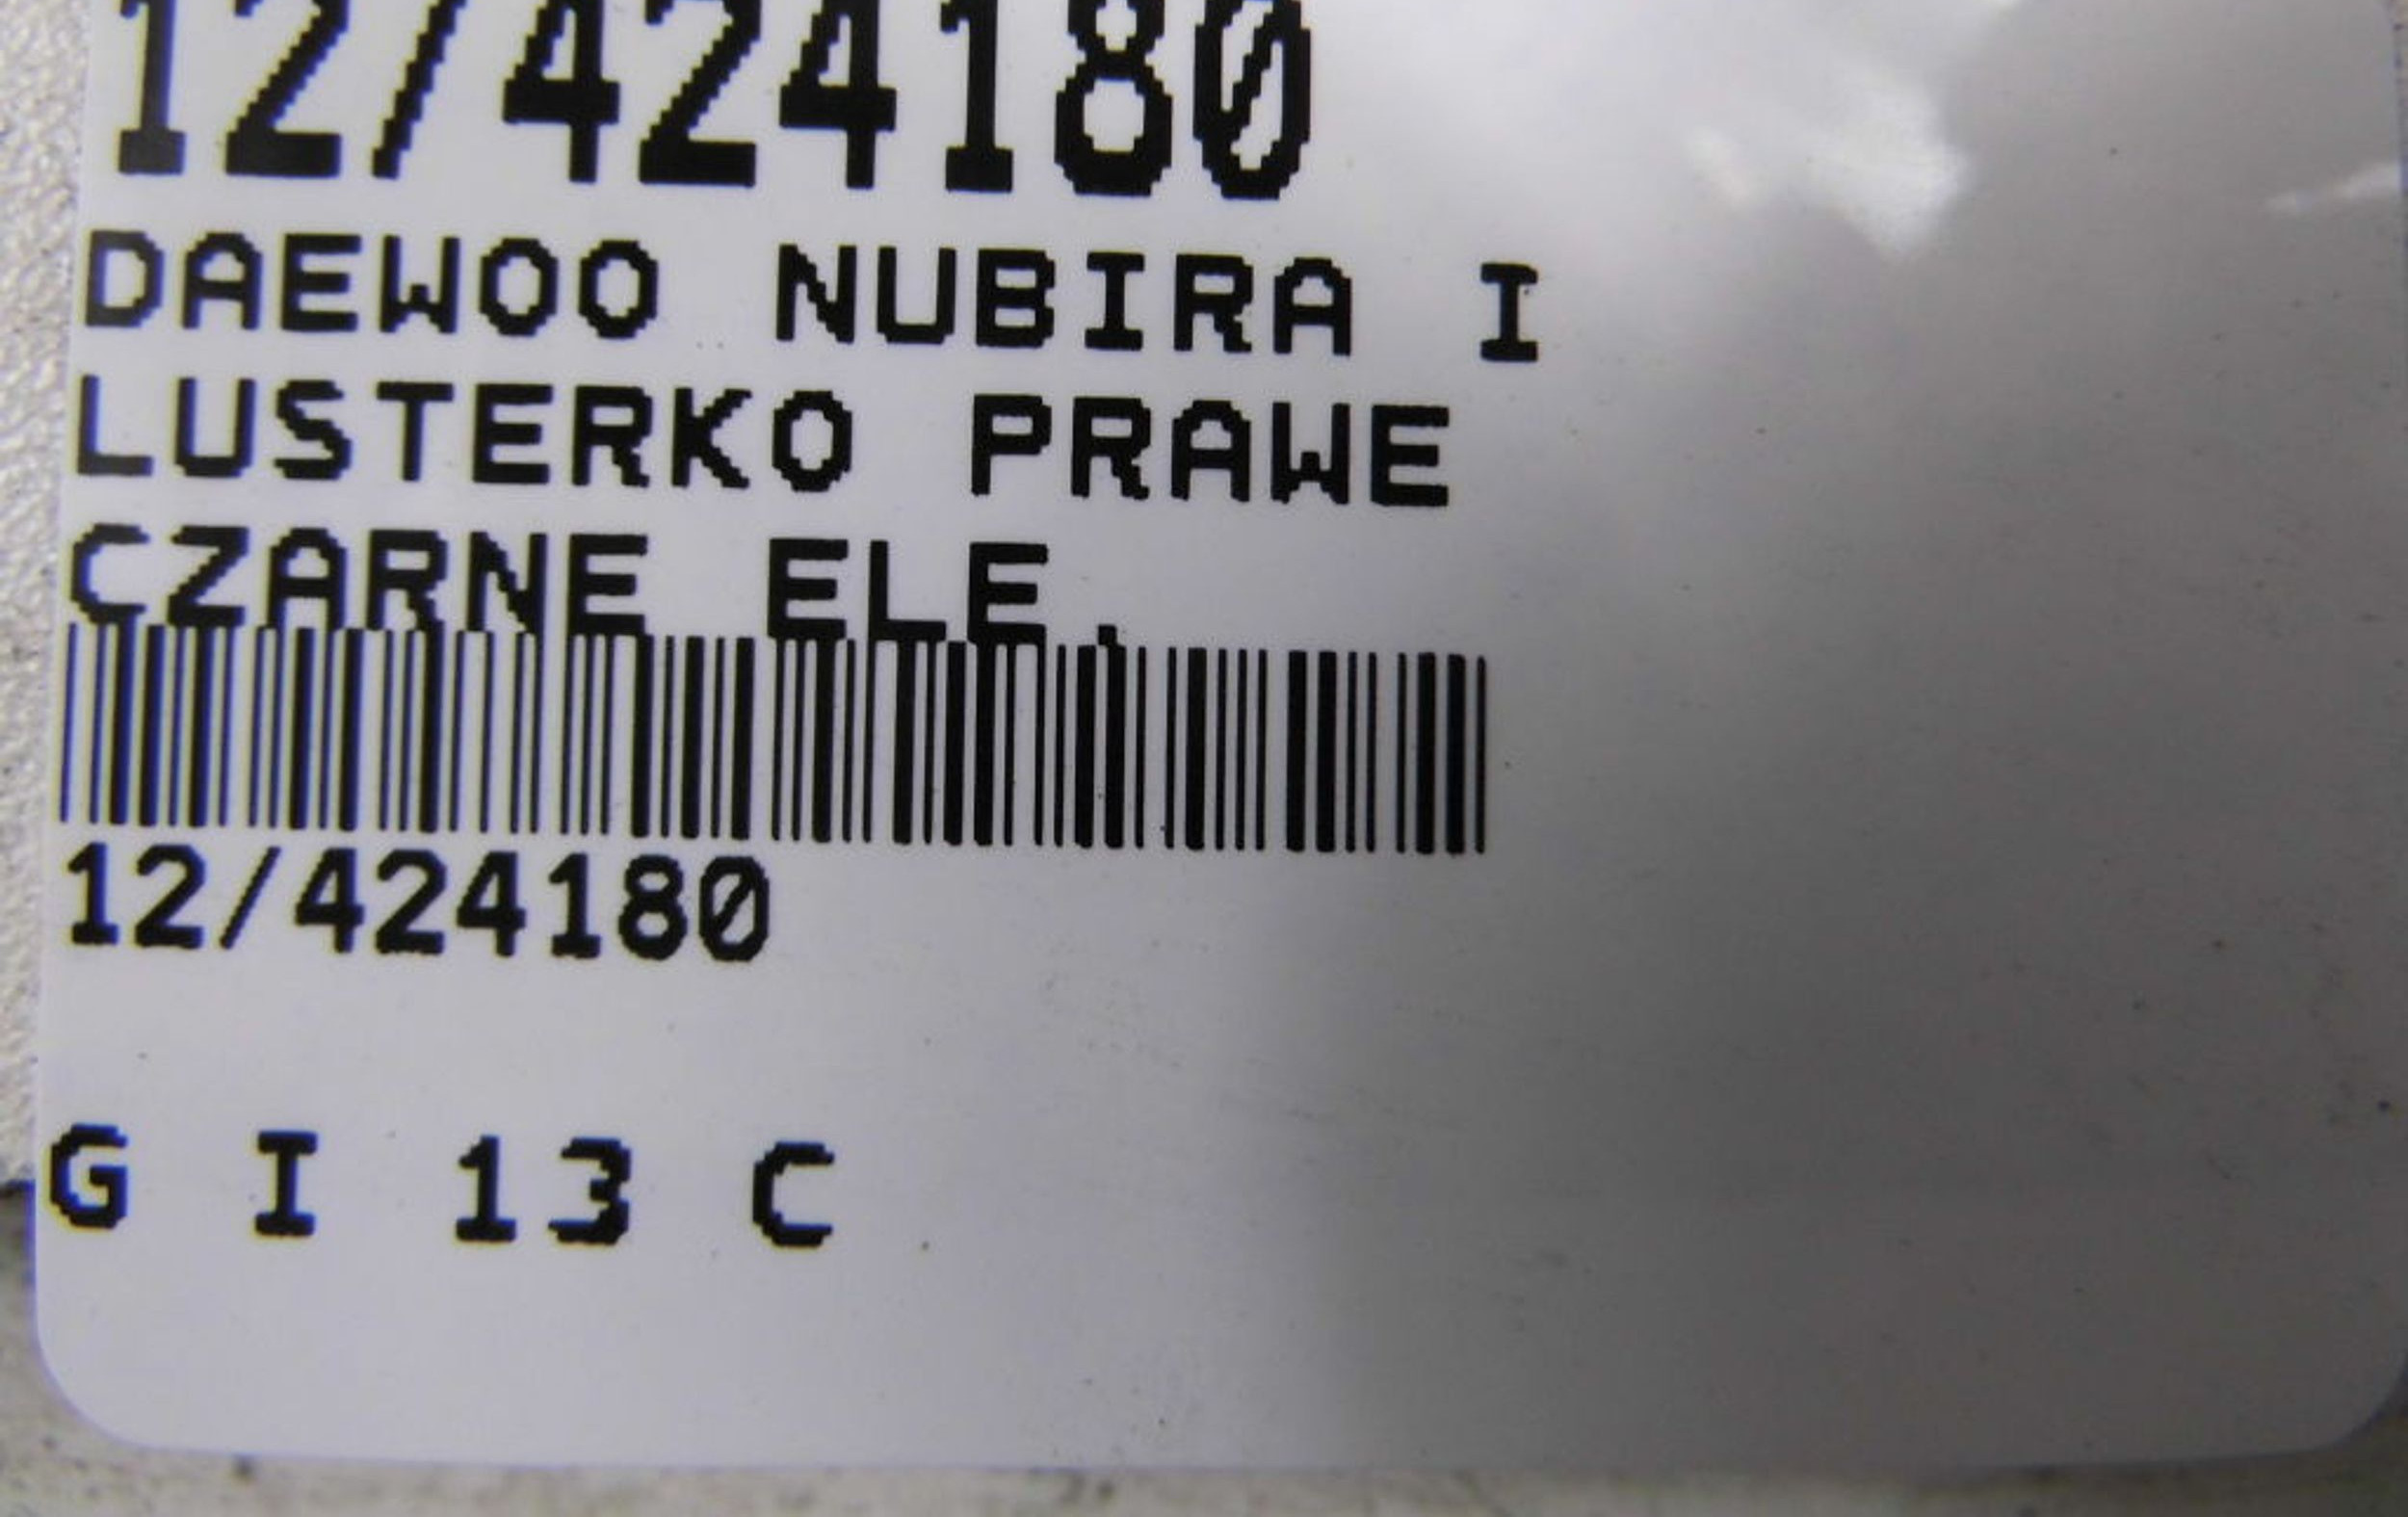 12/424180
DAEWOO NUBIRA I
LUSTERKO PRAWE
CZARNE ELE.
12/424180
G I 13 C